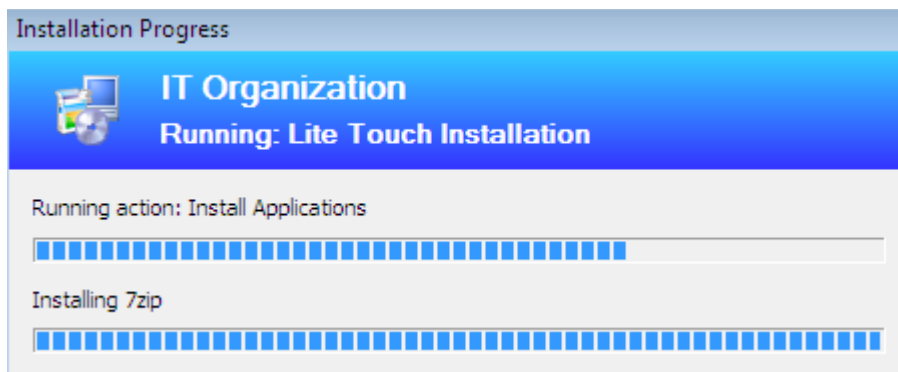 Installation Progress
IT Organization
Running: Lite Touch Installation
Running action: Install Applications
Installing 7zip